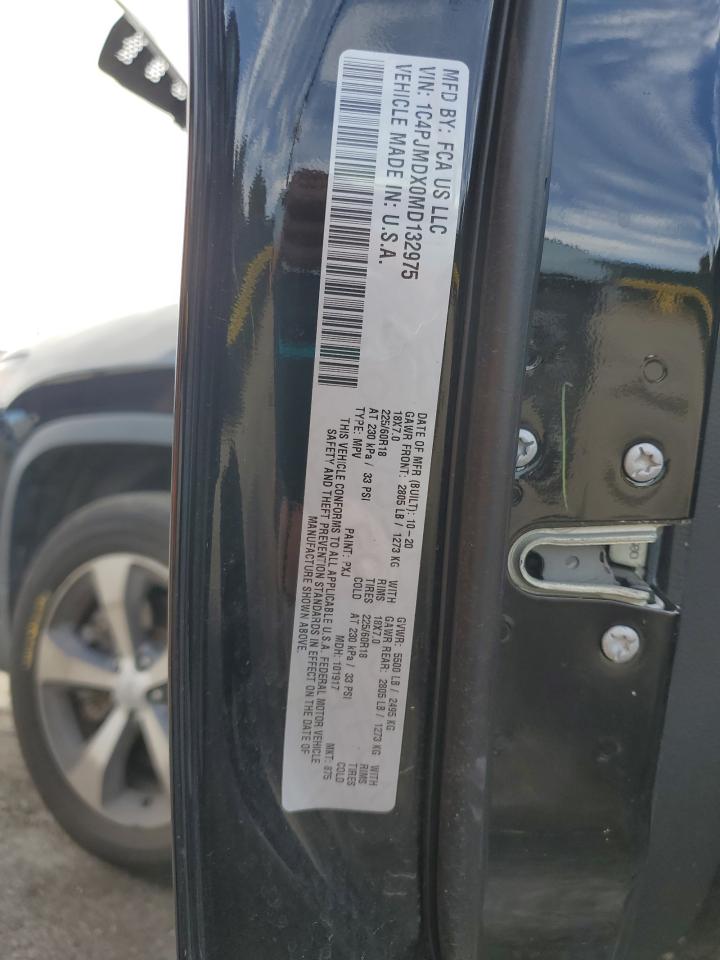 MFD BY: FCA US LLC
VIN: 1C4PJMDX0MD132975
VEHICLE MADE IN: U.S.A.
DATE OF MFR (BUILT): 10-20 GVWR: 5500 LB / 2495 KG
GAWR FRONT: 2805 LB / 1273 KG WITH GAWR REAR: 2805 LB / 1273 KG WITH
18X7.0 RIMS 18X7.0 RIMS
225/60R18 TIRES 225/60R18 TIRES
AT 230 kPa / 33 PSI COLD AT 230 kPa / 33 PSI COLD
TYPE: MPV PAINT: PXJ MDH: 101917 MKT: 875
THIS VEHICLE CONFORMS TO ALL APPLICABLE U.S.A. FEDERAL MOTOR VEHICLE
SAFETY AND THEFT PREVENTION STANDARDS IN EFFECT ON THE DATE OF
MANUFACTURE SHOWN ABOVE.